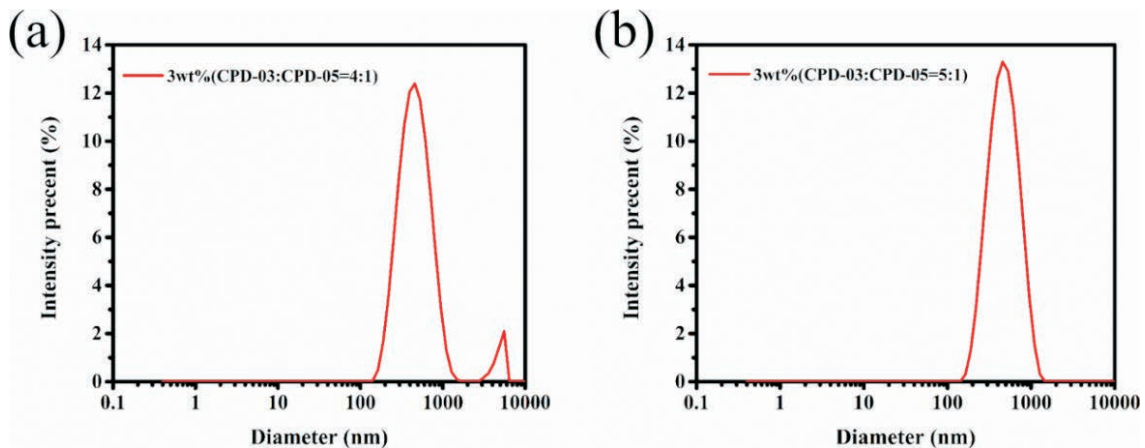 (a)
14
12
10
8
6
4
2
0
Intensity precent (%)
3wt%(CPD-03:CPD-05=4:1)
0.1 1 10 100 1000 10000
Diameter (nm)
(b)
14
12
10
8
6
4
2
0
Intensity precent (%)
3wt%(CPD-03:CPD-05=5:1)
0.1 1 10 100 1000 10000
Diameter (nm)